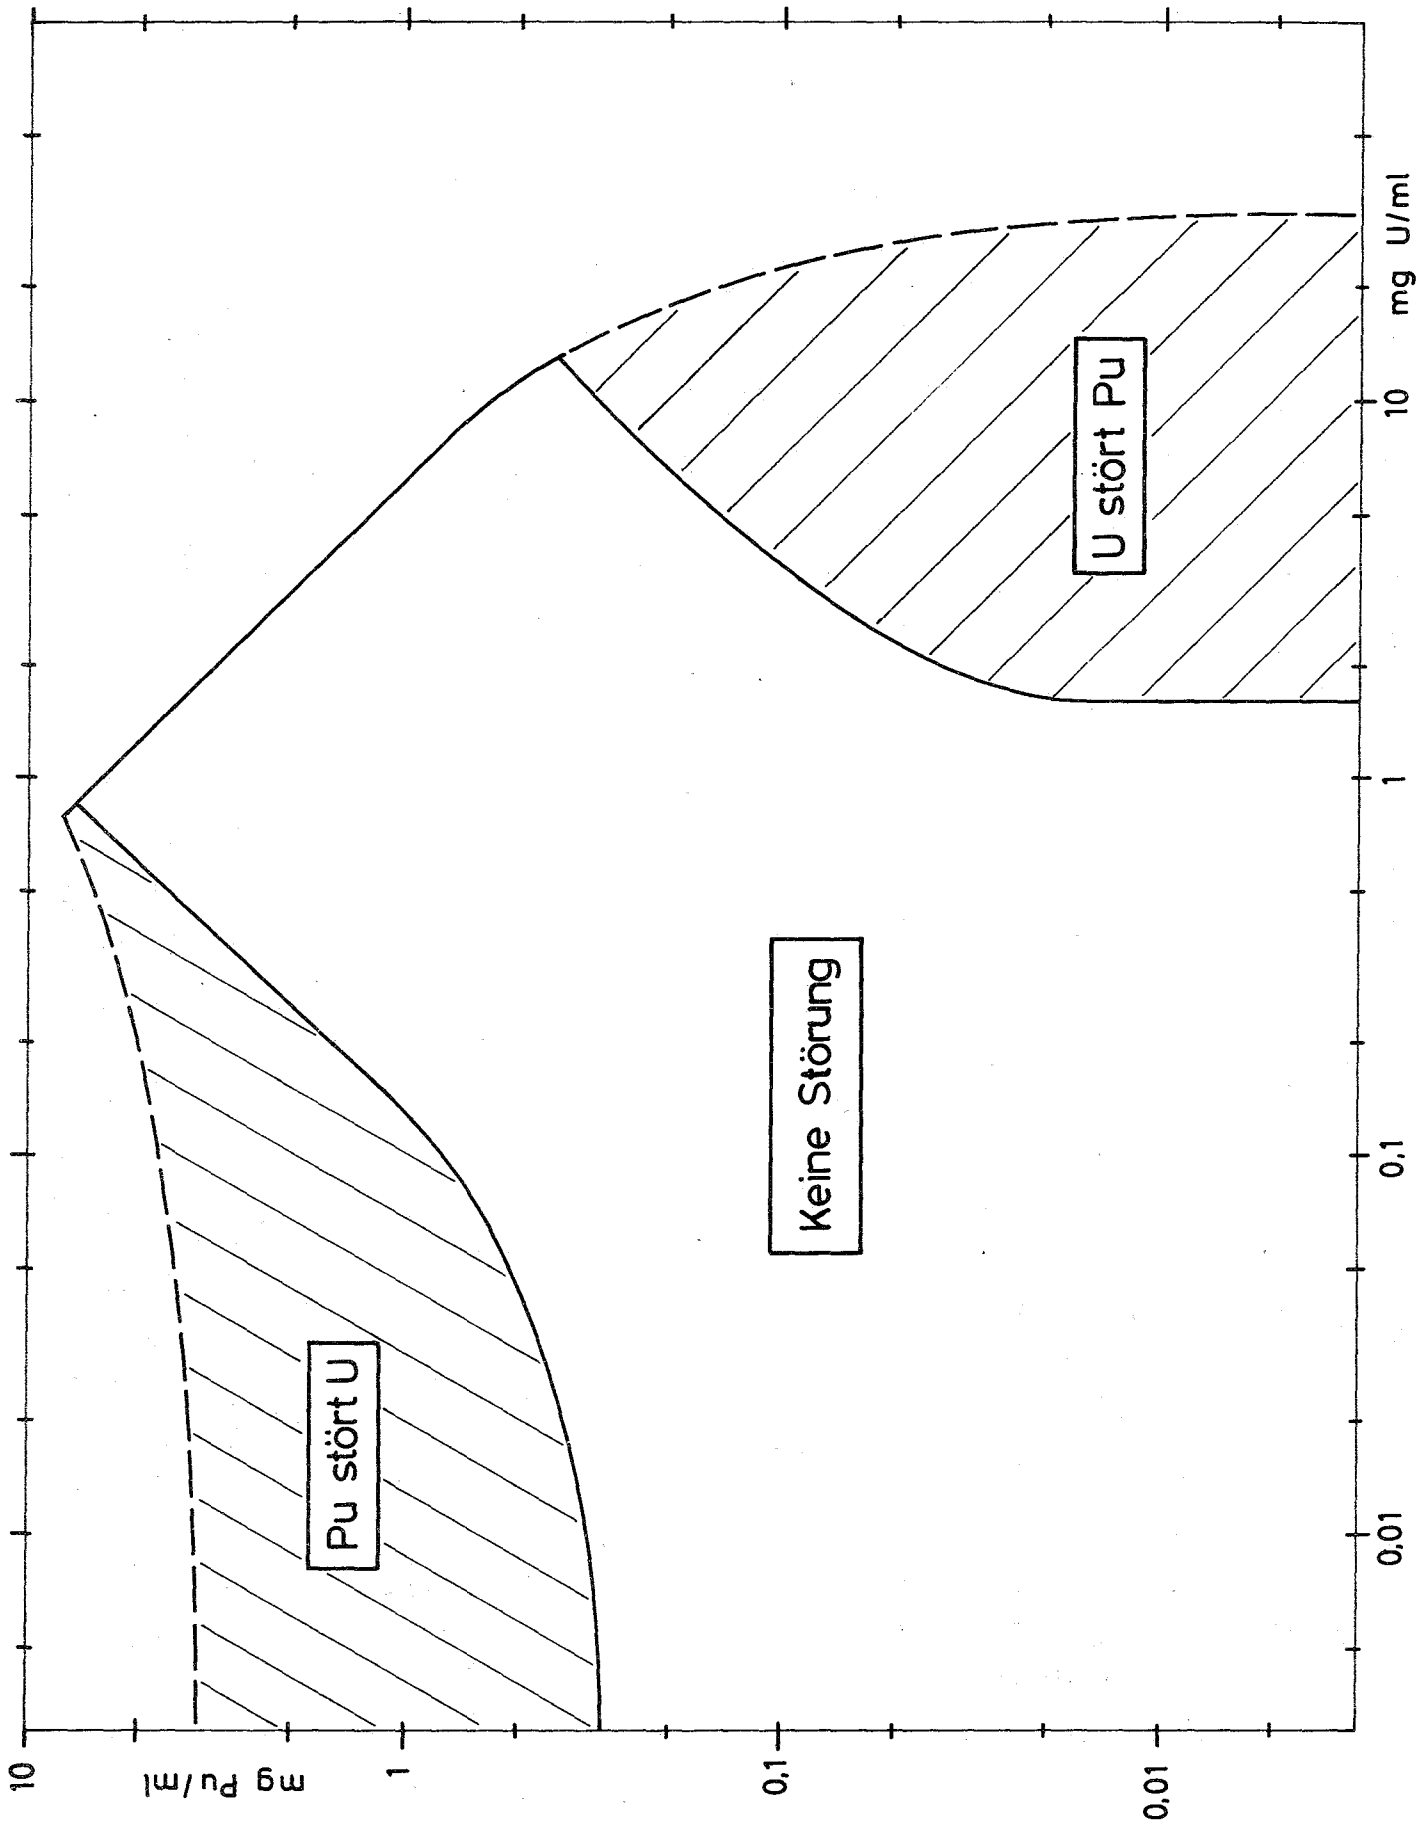 10
mg Pu/ml
1
0,1
0,01
Pu stört U
Keine Störung
U stört Pu
0,01
0,1
1
10
mg U/ml